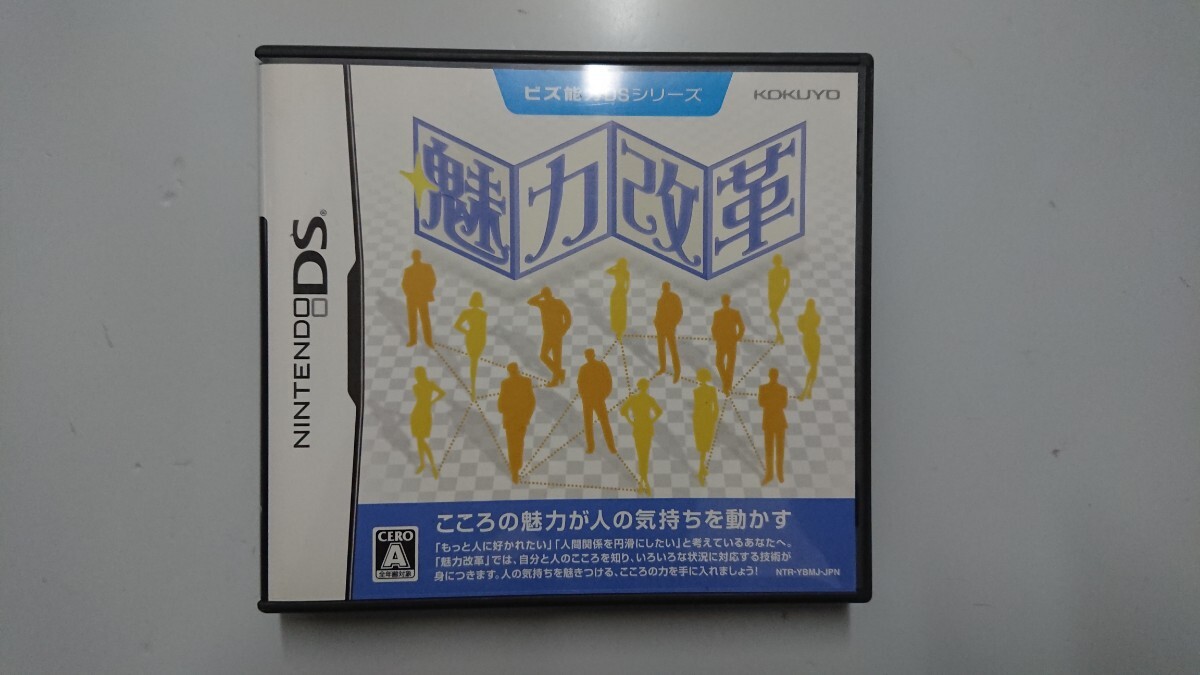 ビズ能力DSシリーズ
KOKUYO
魅力改革
NINTENDO DS®
こころの魅力が人の気持ちを動かす
「もっと人に好かれたい」「人間関係を円滑にしたい」と考えているあなたへ。
「魅力改革」では、自分と人のこころを知り、いろいろな状況に対応する技術が
身につきます。人の気持ちを魅きつける、こころの力を手に入れましょう!
NTR-YBMJ-JPN
CERO
A
全年齢対象